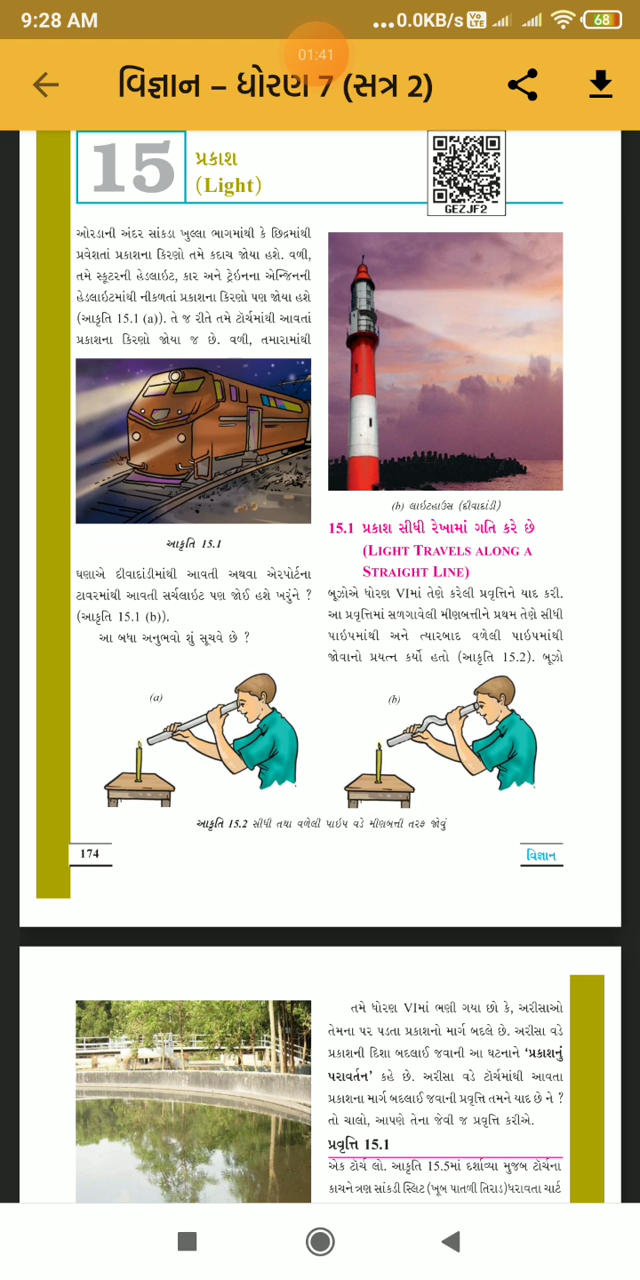 9:28 AM
...0.0KB/s Vo LTE 68
01:41
વિજ્ઞાન – ધોરણ 7 (સત્ર 2)
15
પ્રકાશ
(Light)
GEZJF2
ઓરડાની અંદર સાંકડા ખુલ્લા ભાગમાંથી કે છિદ્રમાંથી
પ્રવેશતાં પ્રકાશના કિરણો તમે કદાચ જોયા હશે. વળી,
તમે સ્કૂટરની હેડલાઇટ, કાર અને ટ્રેઇનના એન્જિનની
હેડલાઇટમાંથી નીકળતાં પ્રકાશના કિરણો પણ જોયા હશે
(આકૃતિ 15.1 (a)). તે જ રીતે તમે ટૉર્ચમાંથી આવતાં
પ્રકાશના કિરણો જોયા જ છે. વળી, તમારામાંથી
આકૃતિ 15.1
ઘણાએ દીવાદાંડીમાંથી આવતી અથવા એરપોર્ટના
ટાવરમાંથી આવતી સર્ચલાઇટ પણ જોઈ હશે ખરુંને ?
(આકૃતિ 15.1 (b)).
આ બધા અનુભવો શું સૂચવે છે ?
(b) લાઇટહાઉસ (દીવાદાંડી)
15.1 પ્રકાશ સીધી રેખામાં ગતિ કરે છે
(LIGHT TRAVELS ALONG A
STRAIGHT LINE)
બૂઝોએ ધોરણ VIમાં તેણે કરેલી પ્રવૃત્તિને યાદ કરી.
આ પ્રવૃત્તિમાં સળગાવેલી મીણબત્તીને પ્રથમ તેણે સીધી
પાઇપમાંથી અને ત્યારબાદ વળેલી પાઇપમાંથી
જોવાનો પ્રયત્ન કર્યો હતો (આકૃતિ 15.2). બૂઝો
(a)
(b)
આકૃતિ 15.2 સીધી તથા વળેલી પાઇપ વડે મીણબત્તી તરફ જોવું
174
વિજ્ઞાન
તમે ધોરણ VIમાં ભણી ગયા છો કે, અરીસાઓ
તેમના પર પડતા પ્રકાશનો માર્ગ બદલે છે. અરીસા વડે
પ્રકાશની દિશા બદલાઈ જવાની આ ઘટનાને ‘પ્રકાશનું
પરાવર્તન’ કહે છે. અરીસા વડે ટૉર્ચમાંથી આવતા
પ્રકાશના માર્ગ બદલાઈ જવાની પ્રવૃત્તિ તમને યાદ છે ને ?
તો ચાલો, આપણે તેના જેવી જ પ્રવૃત્તિ કરીએ.
પ્રવૃત્તિ 15.1
એક ટૉર્ચ લો. આકૃતિ 15.5માં દર્શાવ્યા મુજબ ટૉર્ચના
કાચને ત્રણ સાંકડી સ્લિટ (ખૂબ પાતળી તિરાડ)ધરાવતા ચાર્ટ